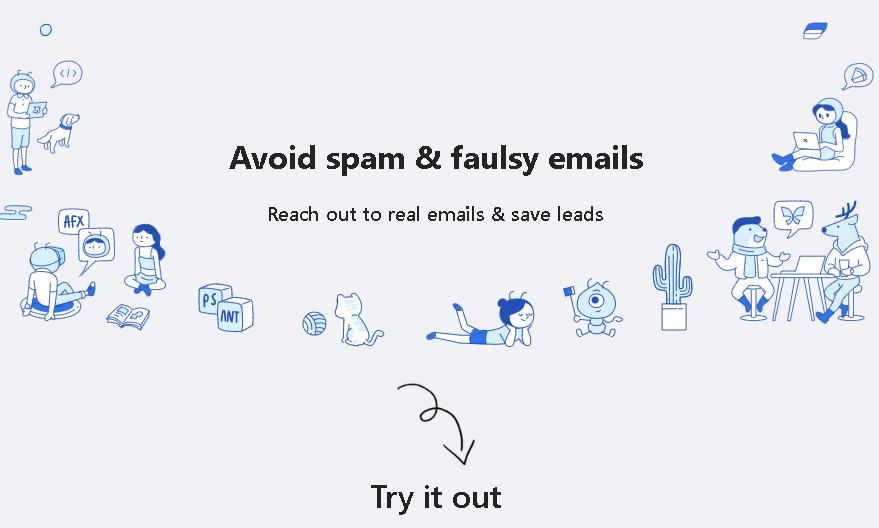 </>
Avoid spam & faulsy emails
Reach out to real emails & save leads
AFX
PS
ANT
Try it out